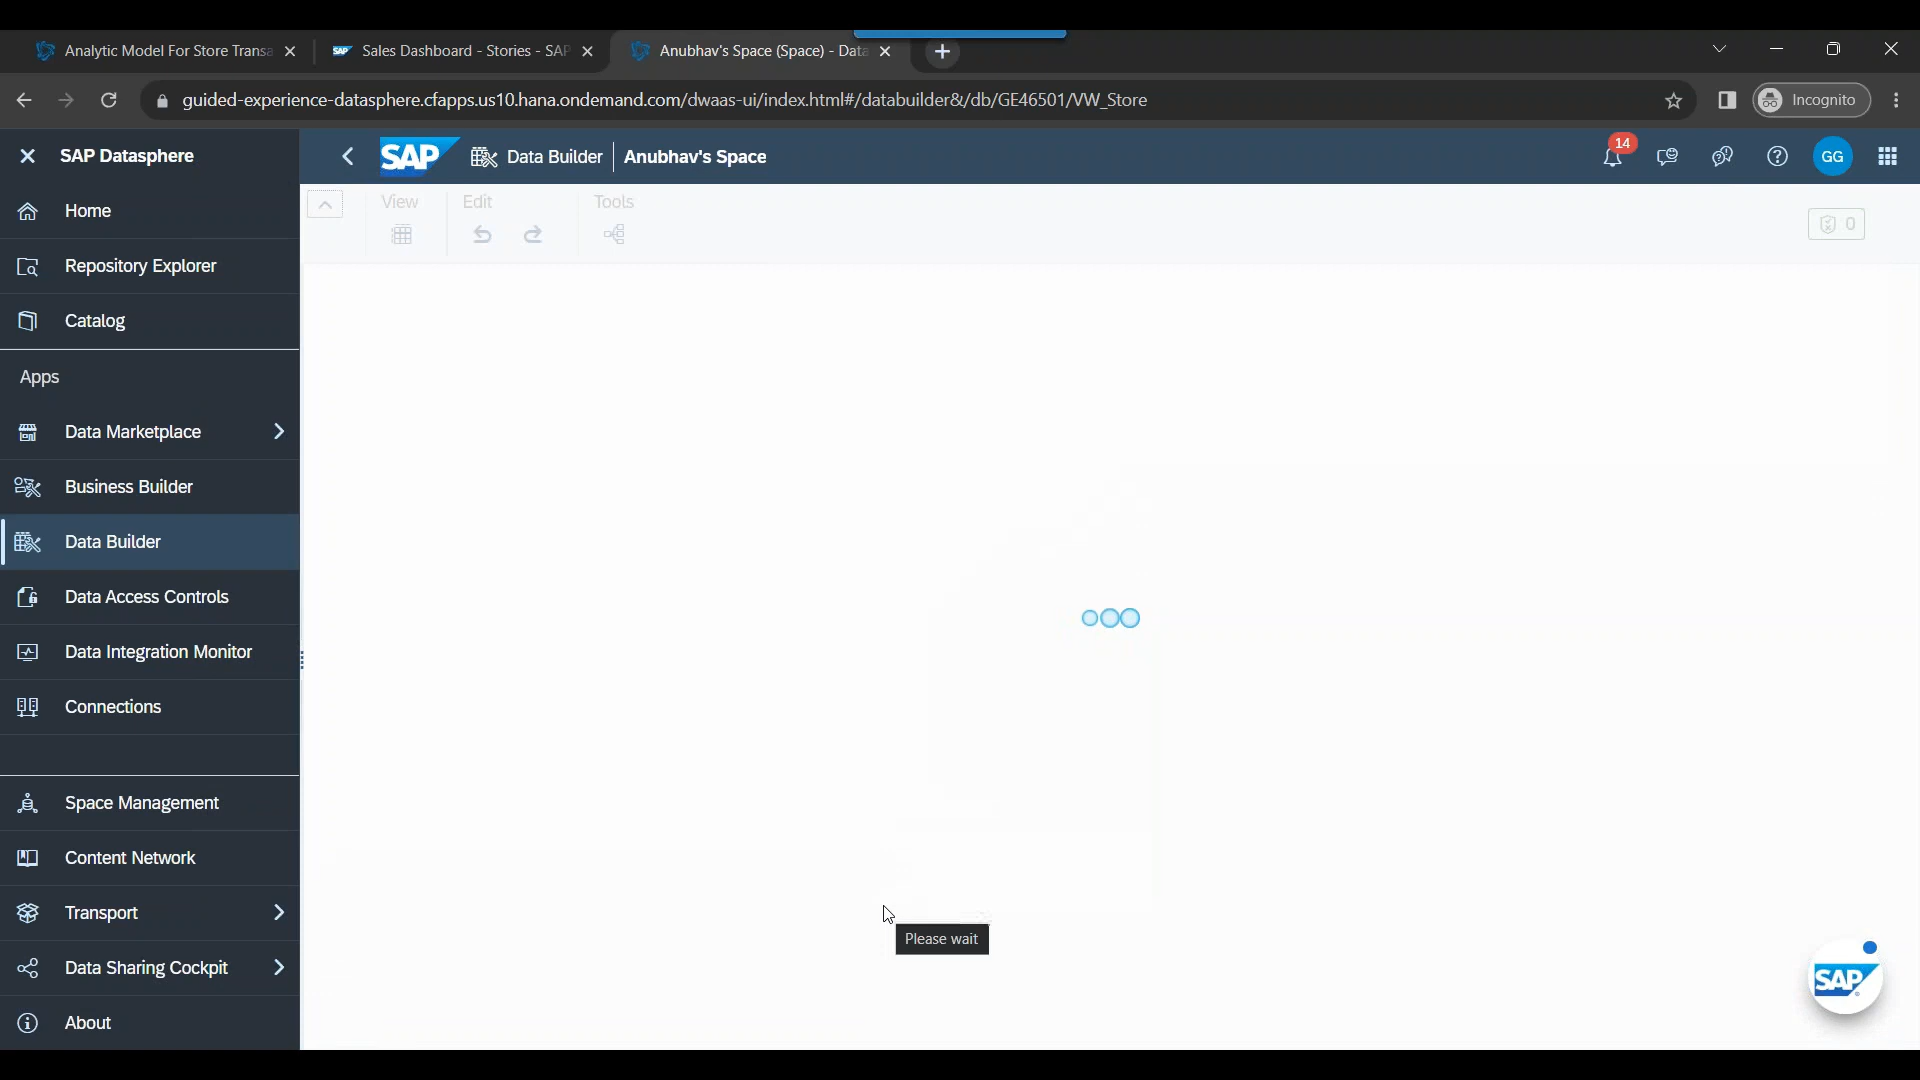 Analytic Model For Store Transa
Sales Dashboard - Stories - SAP
Anubhav's Space (Space) - Data
guided-experience-datasphere.cfapps.us10.hana.ondemand.com/dwaas-ui/index.html#/databuilder&/db/GE46501/VW_Store
Incognito
SAP Datasphere
SAP
Data Builder
Anubhav's Space
14
GG
Home
Repository Explorer
Catalog
Apps
Data Marketplace
Business Builder
Data Builder
Data Access Controls
Data Integration Monitor
Connections
Space Management
Content Network
Transport
Data Sharing Cockpit
About
View
Edit
Tools
0
Please wait
SAP